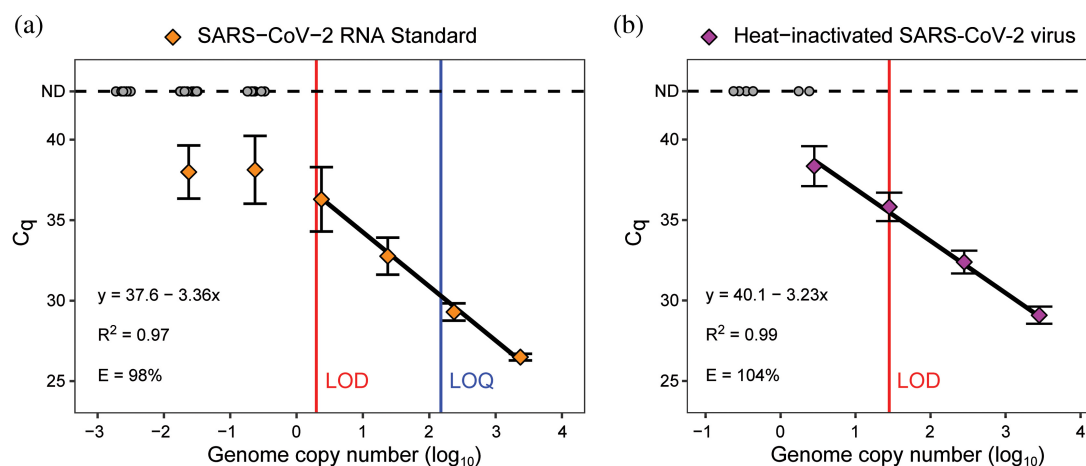 (a)
SARS−CoV−2 RNA Standard
ND
40
35
30
25
Cq
y = 37.6 − 3.36x
R² = 0.97
E = 98%
LOD
LOQ
−3 −2 −1 0 1 2 3 4
Genome copy number (log₁₀)
(b)
Heat−inactivated SARS-CoV-2 virus
ND
40
35
30
25
Cq
y = 40.1 − 3.23x
R² = 0.99
E = 104%
LOD
−1 0 1 2 3 4
Genome copy number (log₁₀)